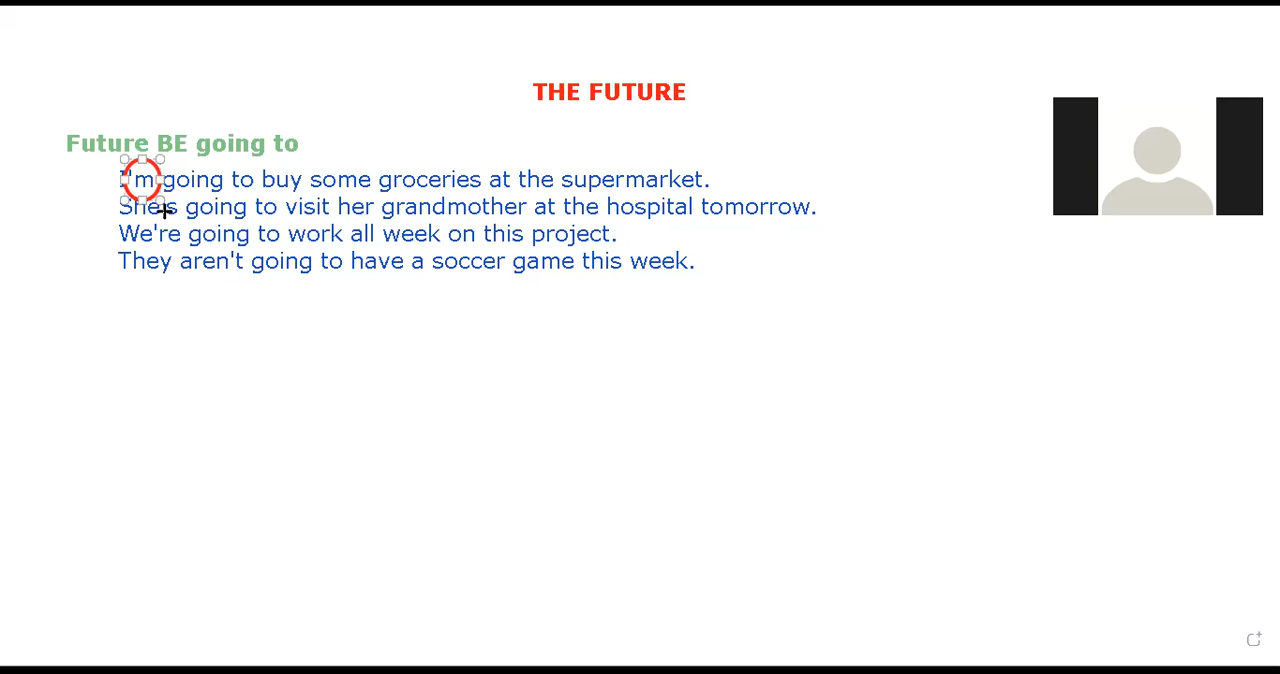 THE FUTURE
Future BE going to
I'm going to buy some groceries at the supermarket.
She's going to visit her grandmother at the hospital tomorrow.
We're going to work all week on this project.
They aren't going to have a soccer game this week.